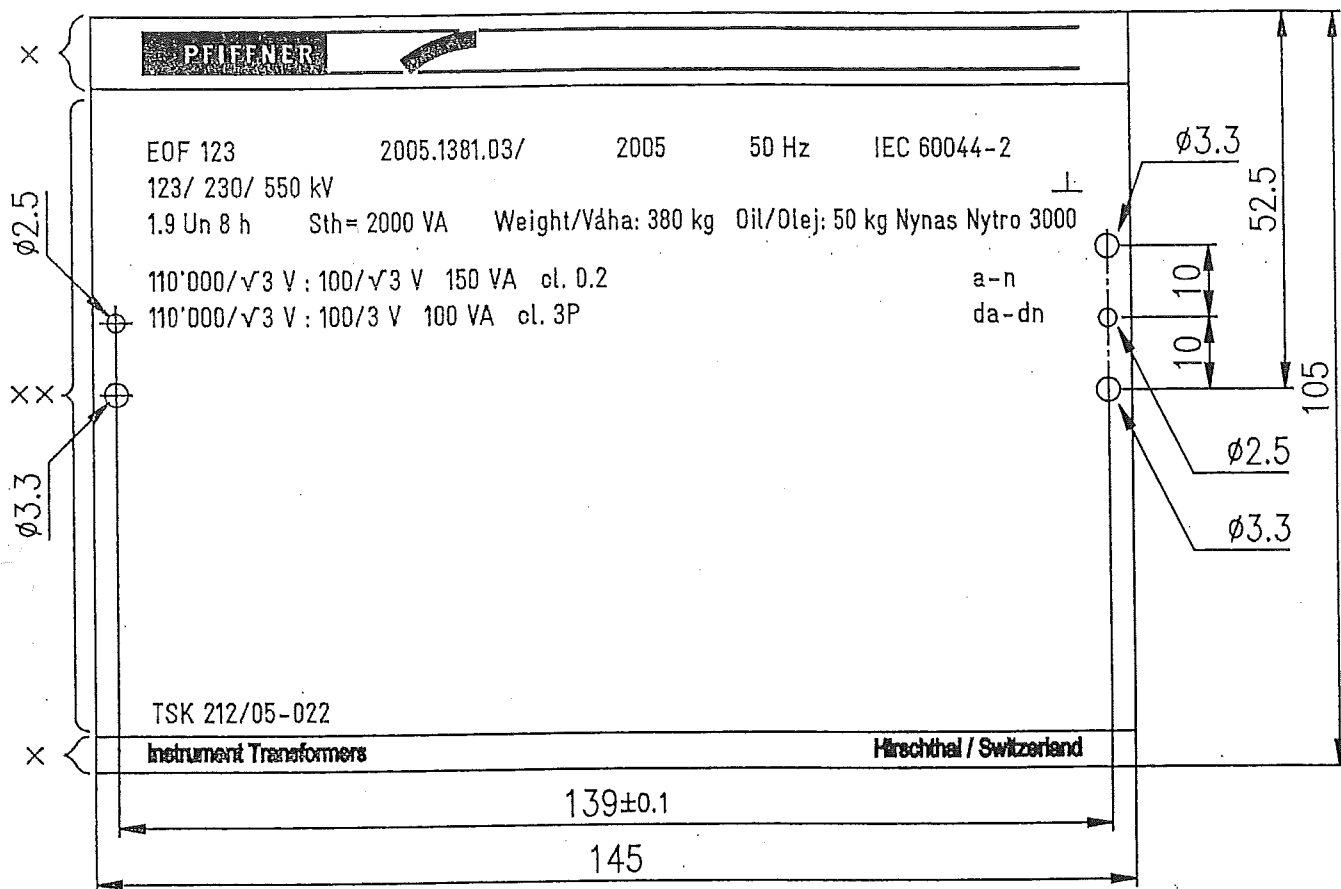 PFIFFNER
EOF 123 2005.1381.03/ 2005 50 Hz IEC 60044-2
123/ 230/ 550 kV ⊥
1.9 Un 8 h Sth= 2000 VA Weight/Váha: 380 kg Oil/Olej: 50 kg Nynas Nytro 3000
110'000/√3 V : 100/√3 V 150 VA cl. 0.2 a-n
110'000/√3 V : 100/3 V 100 VA cl. 3P da-dn
TSK 212/05-022
Instrument Transformers Hirschthal / Switzerland
×
××
×
ø2.5
ø3.3
ø3.3
52.5
10
10
105
ø2.5
ø3.3
139±0.1
145